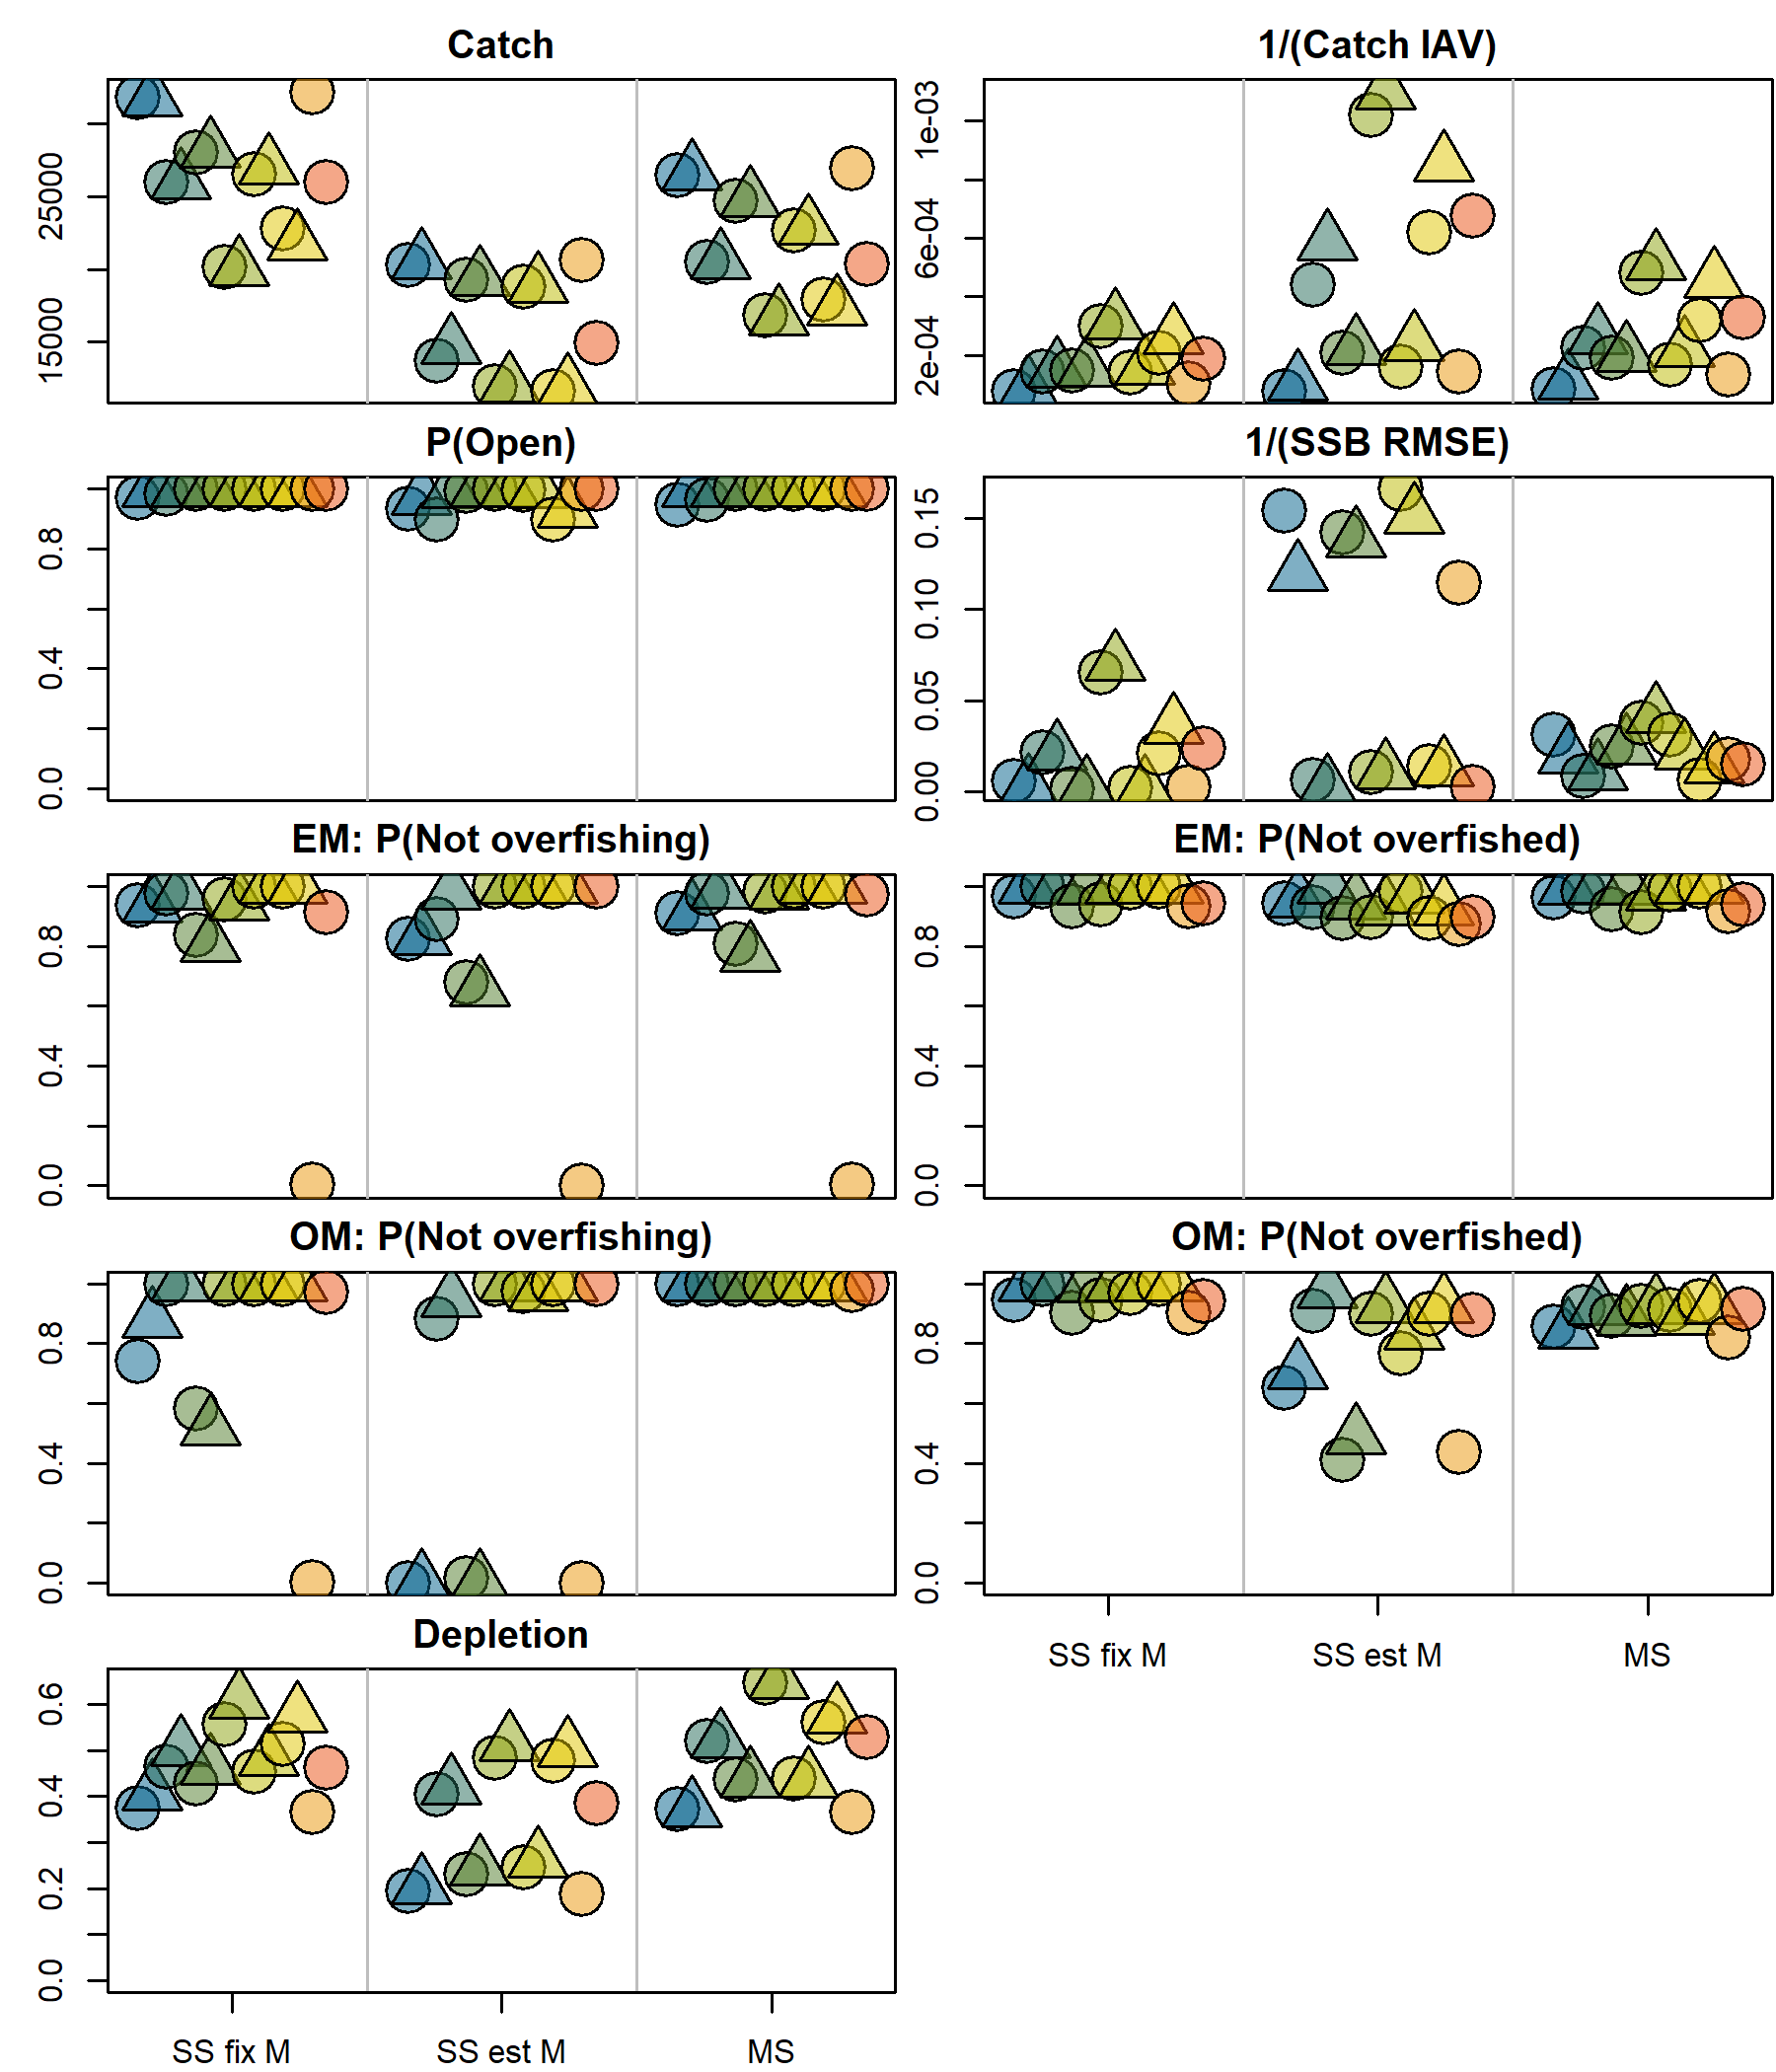 Catch
1/(Catch IAV)
15000 25000
2e-04 6e-04 1e-03
P(Open)
1/(SSB RMSE)
0.0 0.4 0.8
0.00 0.05 0.10 0.15
EM: P(Not overfishing)
EM: P(Not overfished)
0.0 0.4 0.8
0.0 0.4 0.8
OM: P(Not overfishing)
OM: P(Not overfished)
0.0 0.4 0.8
0.0 0.4 0.8
SS fix M SS est M MS
Depletion
0.0 0.2 0.4 0.6
SS fix M SS est M MS